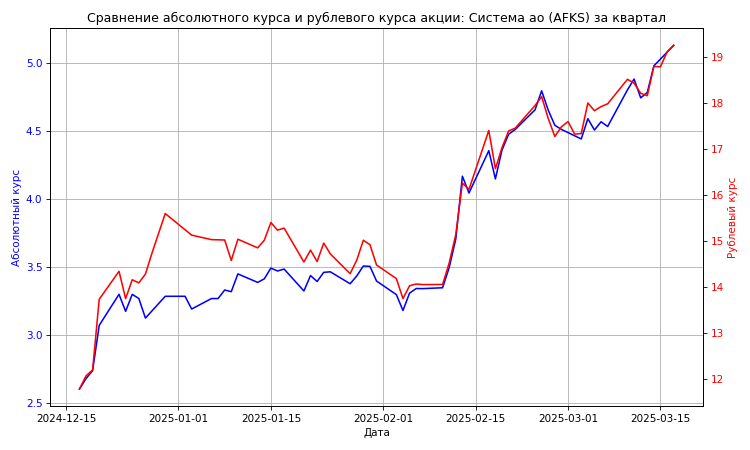 Сравнение абсолютного курса и рублевого курса акции: Система ао (AFKS) за квартал
Абсолютный курс
5.0
4.5
4.0
3.5
3.0
2.5
19
18
17
16
15
14
13
12
Рублевый курс
2024-12-15 2025-01-01 2025-01-15 2025-02-01 2025-02-15 2025-03-01 2025-03-15
Дата